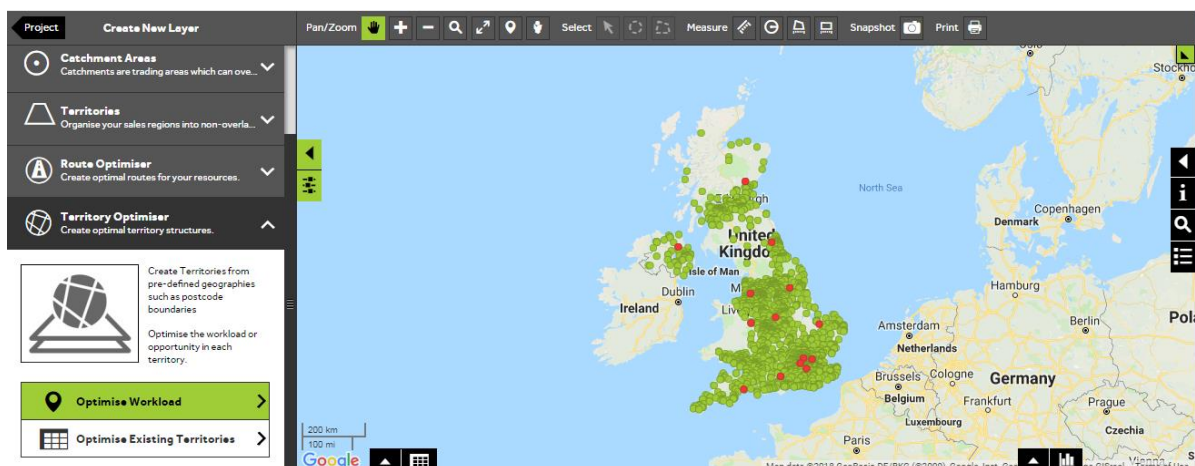 Project
Create New Layer
Pan/Zoom
Select
Measure
Snapshot
Print
Catchment Areas
Catchments are trading areas which can ove...
Territories
Organise your sales regions into non-overla...
Route Optimiser
Create optimal routes for your resources.
Territory Optimiser
Create optimal territory structures.
Create Territories from
pre-defined geographies
such as postcode
boundaries
Optimise the workload or
opportunity in each
territory.
Optimise Workload
Optimise Existing Territories
North Sea
United
Kingdo
Isle of Man
Dublin
Ireland
Denmark
Copenhagen
Hamburg
Berlin
Amsterdam
Netherlands
Brussels
Cologne
Germany
Belgium
Frankfurt
Prague
Luxembourg
Czechia
Paris
Vienna
200 km
100 mi
Google